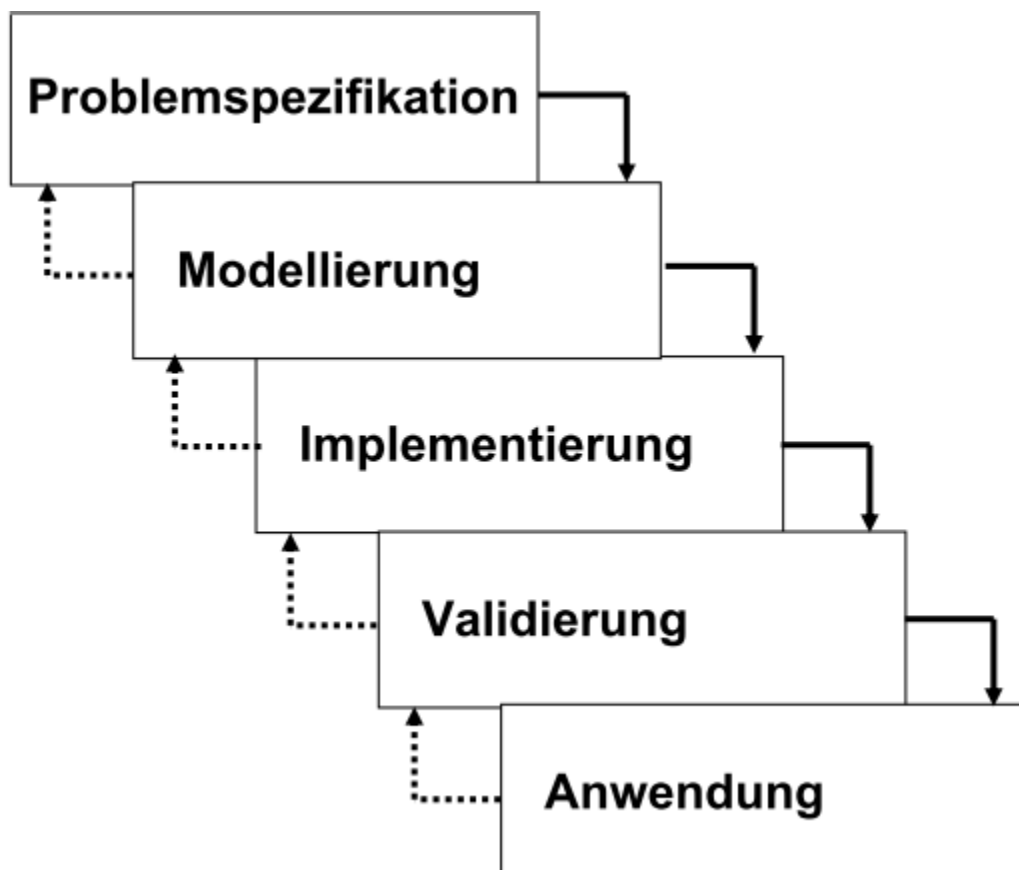 Problemspezifikation
Modellierung
Implementierung
Validierung
Anwendung